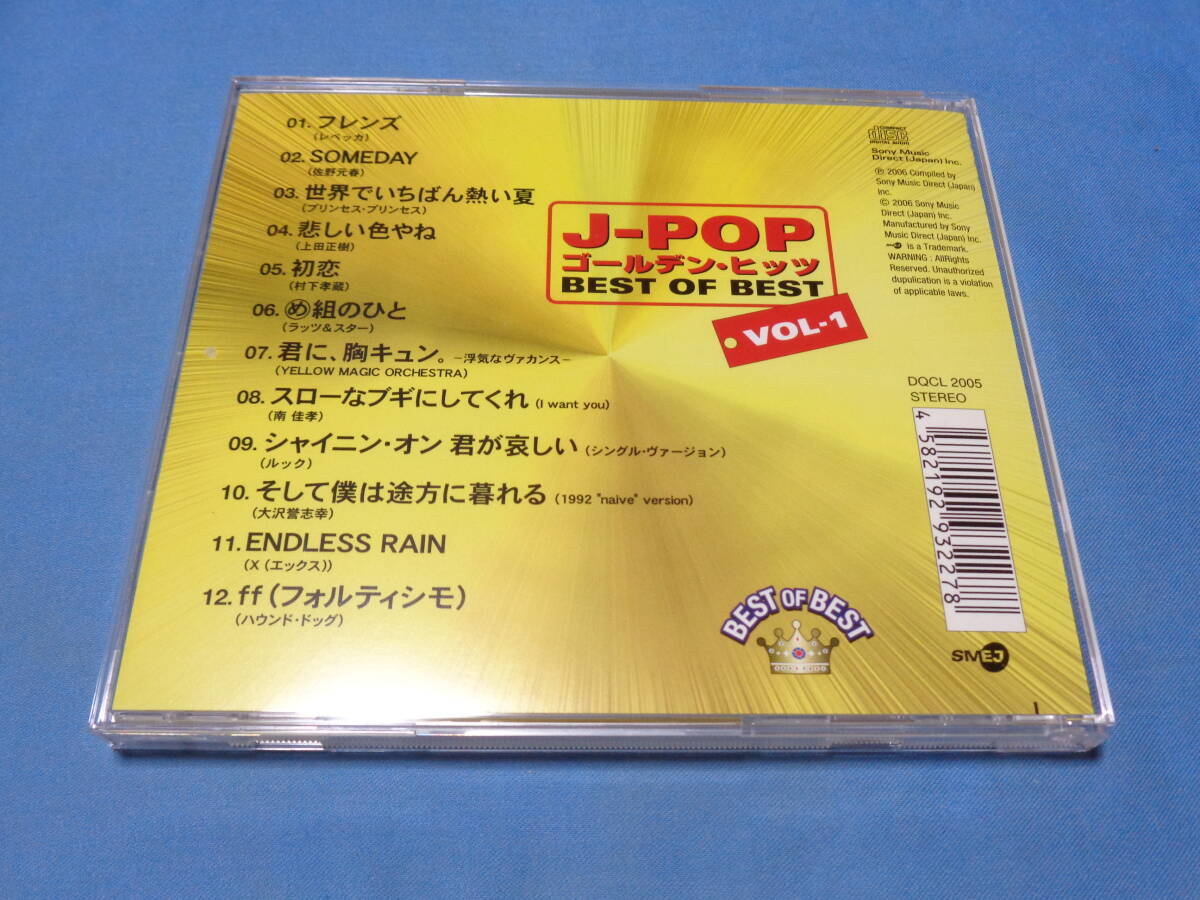 01. フレンズ
(レベッカ)
02. SOMEDAY
(佐野元春)
03. 世界でいちばん熱い夏
(プリンセス・プリンセス)
04. 悲しい色やね
(上田正樹)
05. 初恋
(村下孝蔵)
06. ㋱組のひと
(ラッツ&スター)
07. 君に、胸キュン。 −浮気なヴァカンス−
(YELLOW MAGIC ORCHESTRA)
08. スローなブギにしてくれ (I want you)
(南 佳孝)
09. シャイニン・オン 君が哀しい (シングル・ヴァージョン)
(ルック)
10. そして僕は途方に暮れる (1992 "naive" version)
(大沢誉志幸)
11. ENDLESS RAIN
(X (エックス))
12. ff (フォルティシモ)
(ハウンド・ドッグ)
J-POP
ゴールデン・ヒッツ
BEST OF BEST
VOL-1
COMPACT
disc
DIGITAL AUDIO
Sony Music
Direct (Japan) Inc.
℗ 2006 Compiled by
Sony Music Direct (Japan)
Inc.
© 2006 Sony Music
Direct (Japan) Inc.
Manufactured by Sony
Music Direct (Japan) Inc.
SMEJ is a Trademark.
WARNING : AllRights
Reserved. Unauthorized
dupulication is a violation
of applicable laws.
DQCL 2005
STEREO
4 582192 932278
BEST OF BEST
SMEJ